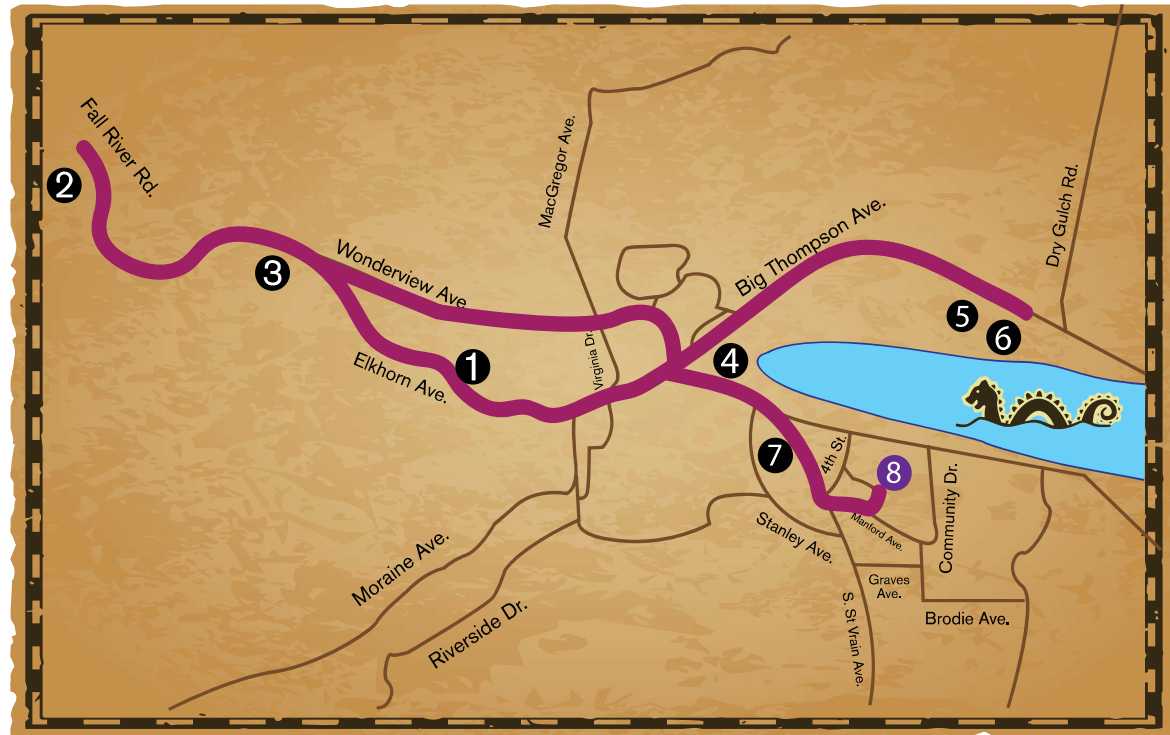 Fall River Rd.
2
3
Wonderview Ave.
Elkhorn Ave.
1
MacGregor Ave.
Virginia Dr.
Big Thompson Ave.
Dry Gulch Rd.
4
5
6
7
4th St.
8
Manford Ave.
Stanley Ave.
Community Dr.
Graves
Ave.
Brodie Ave.
S. St Vrain Ave.
Moraine Ave.
Riverside Dr.